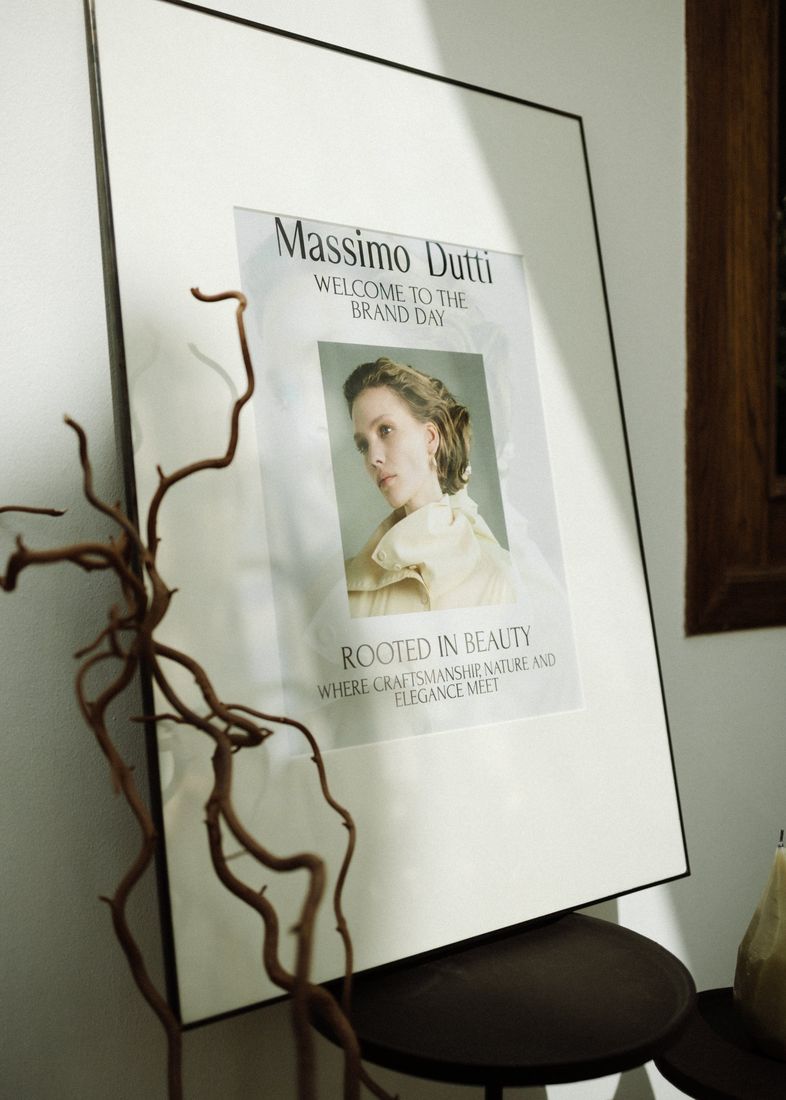 Massimo Dutti
WELCOME TO THE
BRAND DAY
ROOTED IN BEAUTY
WHERE CRAFTSMANSHIP, NATURE AND
ELEGANCE MEET